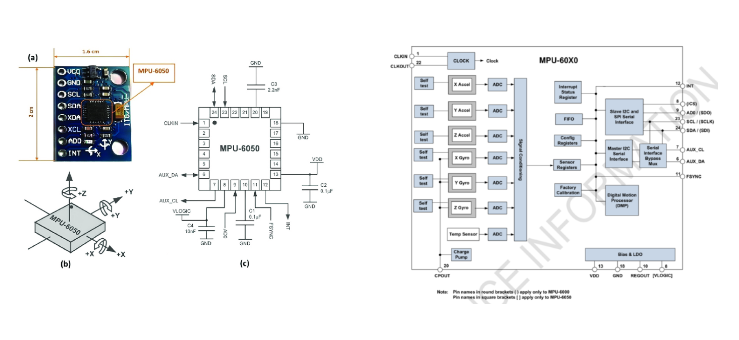 (a)
1.6 cm
MPU-6050
2 cm
VCC
GND
SCL
SDA
XDA
XCL
ADO
INT
+Z
+Y
+Y
MPU-6050
+X
+X
(b)
GND
SDA
SCL
C3
2,2nF
24 23 22 21 20 19
CLKIN
1
2
3
4
5
6
18
17
16
15
14
13
MPU-6050
GND
VDD
AUX_DA
C2
0,1uF
GND
7 8 9 10 11 12
AUX_CL
VLOGIC
C4
10nF
GND
AD0
C1
0,1uF
GND
FSYNC
INT
(c)
CLKIN
1
CLKOUT
22
CLOCK
Clock
MPU-60X0
Self test
X Accel
ADC
Self test
Y Accel
ADC
Self test
Z Accel
ADC
Self test
X Gyro
ADC
Self test
Y Gyro
ADC
Self test
Z Gyro
ADC
Temp Sensor
ADC
Charge Pump
20
CPOUT
Signal Conditioning
Interrupt Status Register
FIFO
Config Registers
Sensor Registers
Factory Calibration
Slave I2C and SPI Serial Interface
Master I2C Serial Interface
Serial Interface Bypass Mux
Digital Motion Processor (DMP)
12
INT
8
(/CS)
9
AD0 / (SDO)
23
SCL / (SCLK)
24
SDA / (SDI)
7
AUX_CL
6
AUX_DA
11
FSYNC
Bias & LDO
13
18
10
8
VDD
GND
REGOUT
[VLOGIC]
Note: Pin names in round brackets ( ) apply only to MPU-6000
Pin names in square brackets [ ] apply only to MPU-6050
INFORMATION